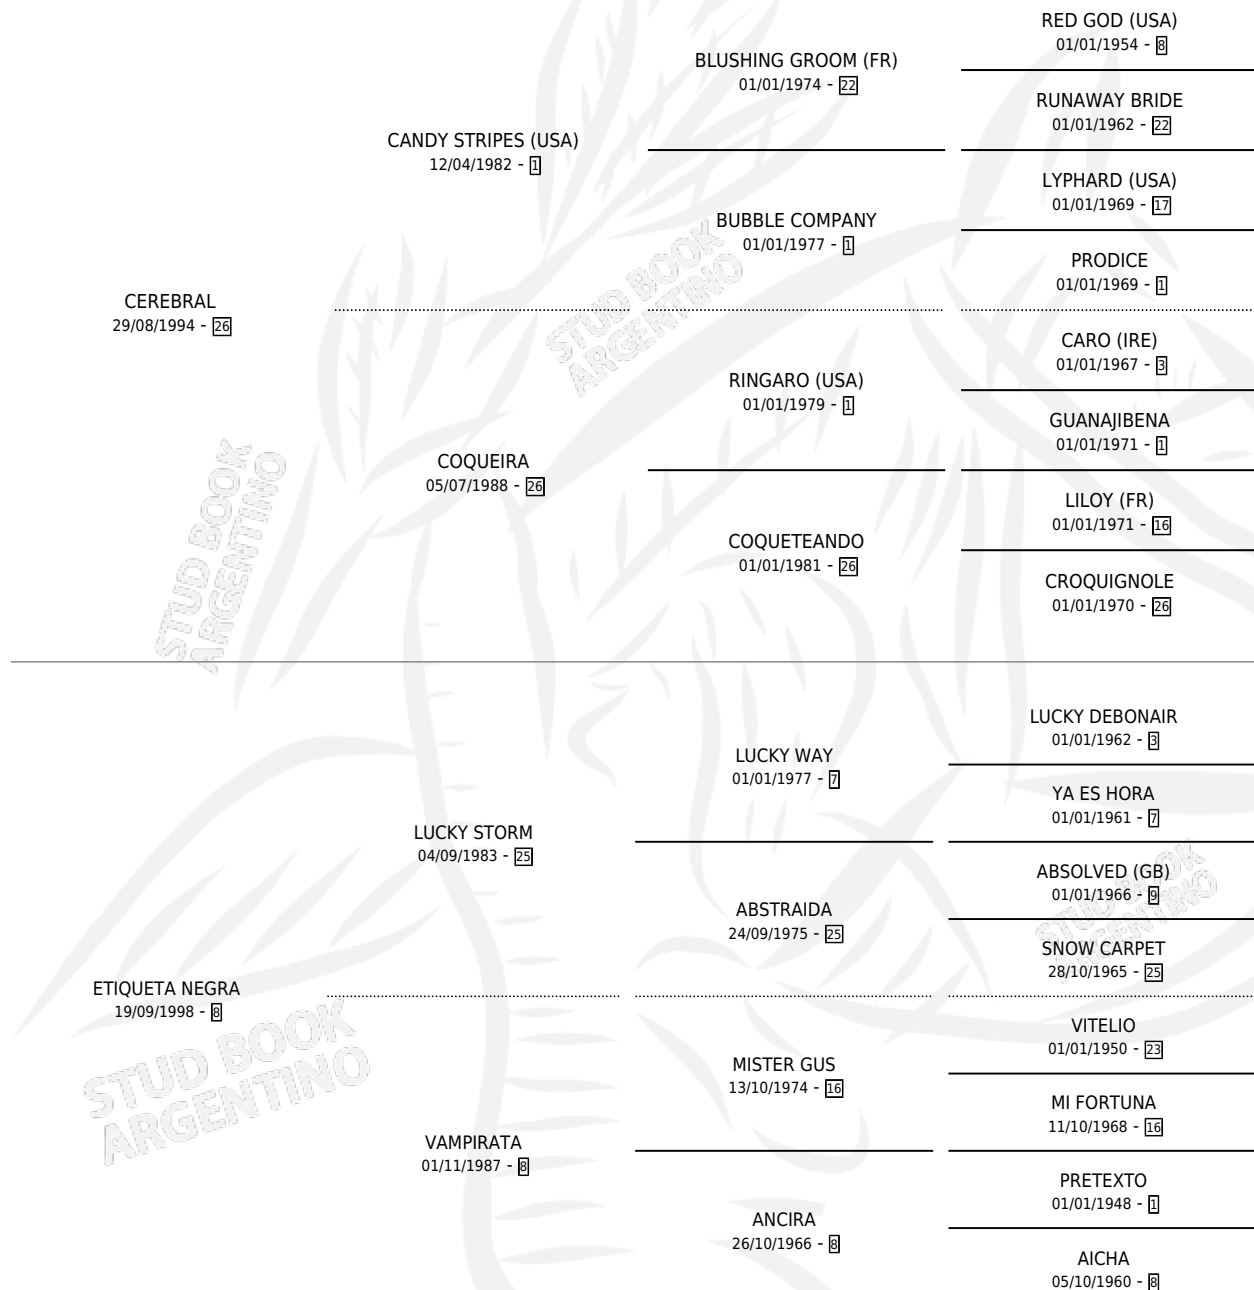 RED GOD (USA)
01/01/1954 - 8
BLUSHING GROOM (FR)
01/01/1974 - 22
RUNAWAY BRIDE
01/01/1962 - 22
CANDY STRIPES (USA)
12/04/1982 - 1
LYPHARD (USA)
01/01/1969 - 17
BUBBLE COMPANY
01/01/1977 - 1
PRODICE
01/01/1969 - 1
STUD BOOK
ARGENTINO
CEREBRAL
29/08/1994 - 26
CARO (IRE)
01/01/1967 - 3
RINGARO (USA)
01/01/1979 - 1
GUANAJIBENA
01/01/1971 - 1
COQUEIRA
05/07/1988 - 26
LILOY (FR)
01/01/1971 - 16
COQUETEANDO
01/01/1981 - 26
CROQUIGNOLE
01/01/1970 - 26
STUD BOOK
ARGENTINO
LUCKY DEBONAIR
01/01/1962 - 3
LUCKY WAY
01/01/1977 - 7
YA ES HORA
01/01/1961 - 7
LUCKY STORM
04/09/1983 - 25
ABSOLVED (GB)
01/01/1966 - 9
STUD BOOK
ARGENTINO
ABSTRAIDA
24/09/1975 - 25
SNOW CARPET
28/10/1965 - 25
ETIQUETA NEGRA
19/09/1998 - 8
VITELIO
01/01/1950 - 23
STUD BOOK
ARGENTINO
MISTER GUS
13/10/1974 - 16
MI FORTUNA
11/10/1968 - 16
VAMPIRATA
01/11/1987 - 8
PRETEXTO
01/01/1948 - 1
ANCIRA
26/10/1966 - 8
AICHA
05/10/1960 - 8